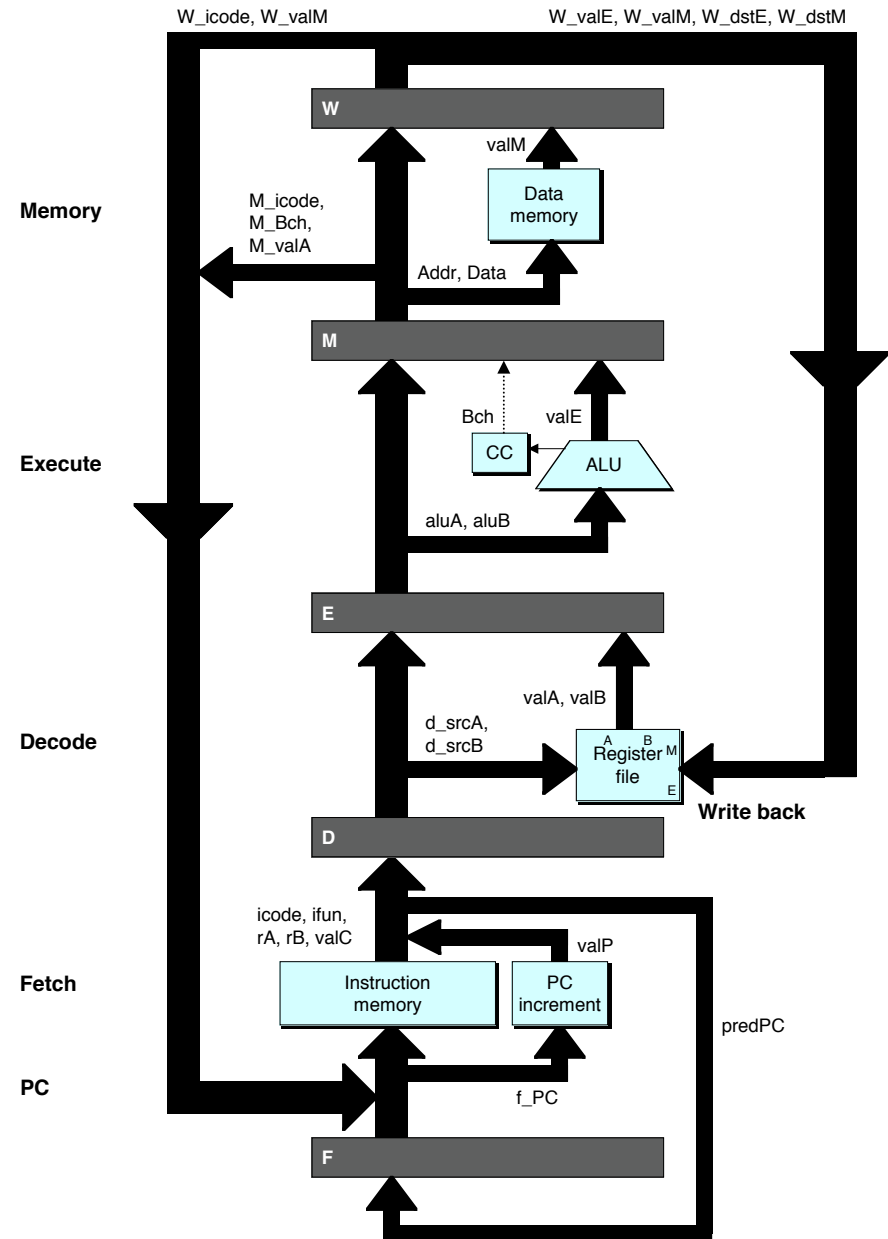 W_icode, W_valM
W_valE, W_valM, W_dstE, W_dstM
W
valM
Data
memory
Memory
M_icode,
M_Bch,
M_valA
Addr, Data
M
Bch
valE
CC
ALU
Execute
aluA, aluB
E
valA, valB
d_srcA,
d_srcB
Decode
A B
Register M
file
E
Write back
D
icode, ifun,
rA, rB, valC
valP
Fetch
Instruction
memory
PC
increment
predPC
PC
f_PC
F